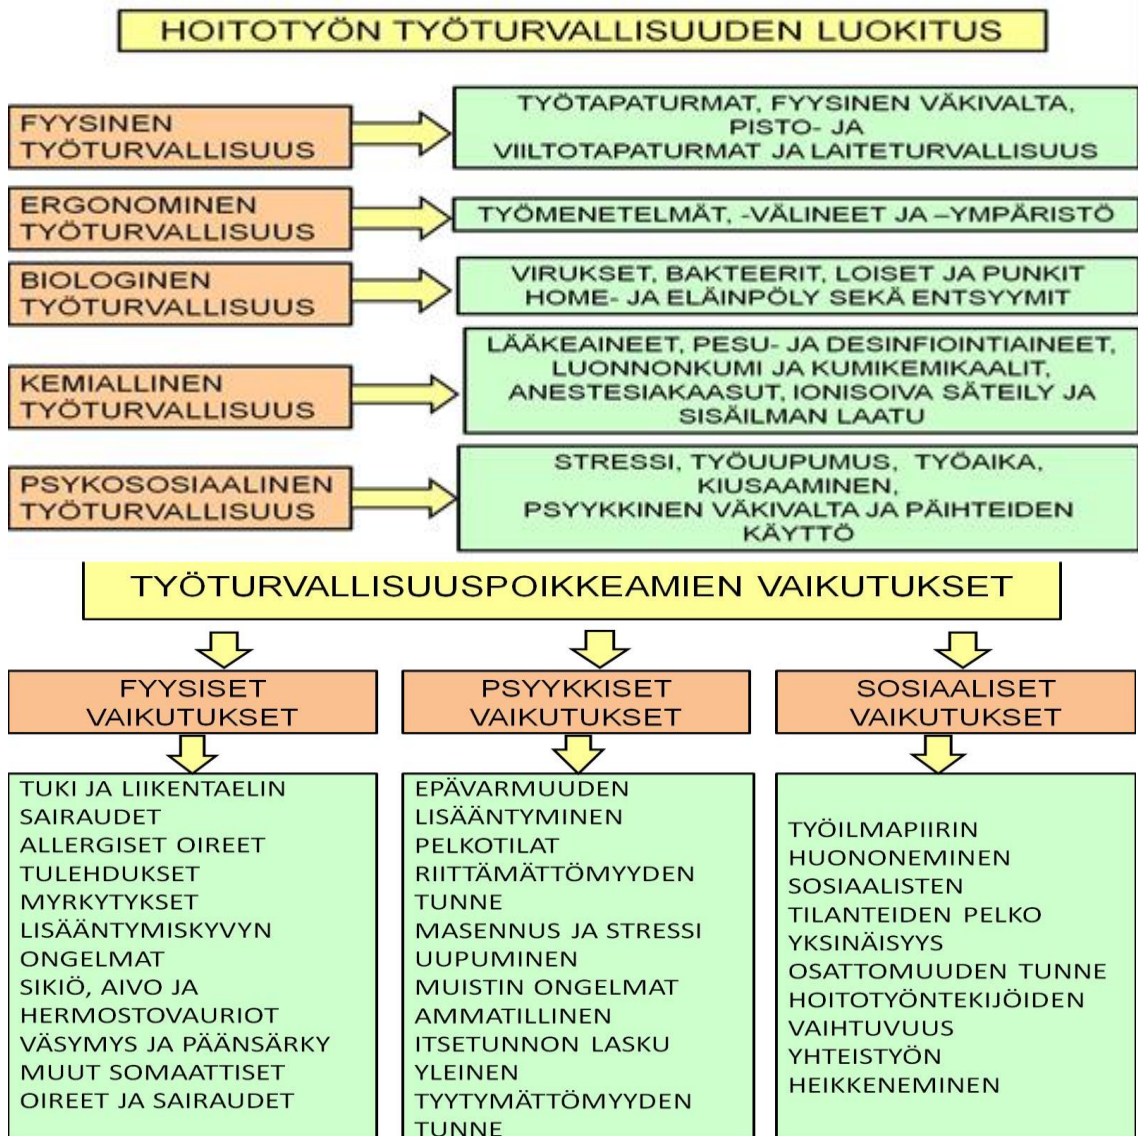 HOITOTYÖN TYÖTURVALLISUUDEN LUOKITUS
FYYSINEN
TYÖTURVALLISUUS
TYÖTAPATURMAT, FYYSINEN VÄKIVALTA,
PISTO- JA
VIILTOTAPATURMAT JA LAITETURVALLISUUS
ERGONOMINEN
TYÖTURVALLISUUS
TYÖMENETELMÄT, -VÄLINEET JA –YMPÄRISTÖ
BIOLOGINEN
TYÖTURVALLISUUS
VIRUKSET, BAKTEERIT, LOISET JA PUNKIT
HOME- JA ELÄINPÖLY SEKÄ ENTSYYMIT
KEMIALLINEN
TYÖTURVALLISUUS
LÄÄKEAINEET, PESU- JA DESINFIOINTIAINEET,
LUONNONKUMI JA KUMIKEMIKAALIT,
ANESTESIAKAASUT, IONISOIVA SÄTEILY JA
SISÄILMAN LAATU
PSYKOSOSIAALINEN
TYÖTURVALLISUUS
STRESSI, TYÖUUPUMUS, TYÖAIKA,
KIUSAAMINEN,
PSYYKKINEN VÄKIVALTA JA PÄIHTEIDEN
KÄYTTÖ
TYÖTURVALLISUUSPOIKKEAMIEN VAIKUTUKSET
FYYSISET
VAIKUTUKSET
TUKI JA LIIKENTAELIN
SAIRAUDET
ALLERGISET OIREET
TULEHDUKSET
MYRKYTYKSET
LISÄÄNTYMISKYVYN
ONGELMAT
SIKIÖ, AIVO JA
HERMOSTOVAURIOT
VÄSYMYS JA PÄÄNSÄRKY
MUUT SOMAATTISET
OIREET JA SAIRAUDET
PSYYKKISET
VAIKUTUKSET
EPÄVARMUUDEN
LISÄÄNTYMINEN
PELKOTILAT
RIITTÄMÄTTÖMYYDEN
TUNNE
MASENNUS JA STRESSI
UUPUMINEN
MUISTIN ONGELMAT
AMMATILLINEN
ITSETUNNON LASKU
YLEINEN
TYYTYMÄTTÖMYYDEN
TUNNE
SOSIAALISET
VAIKUTUKSET
TYÖILMAPIIRIN
HUONONEMINEN
SOSIAALISTEN
TILANTEIDEN PELKO
YKSINÄISYYS
OSATTOMUUDEN TUNNE
HOITOTYÖNTEKIJÖIDEN
VAIHTUVUUS
YHTEISTYÖN
HEIKKENEMINEN